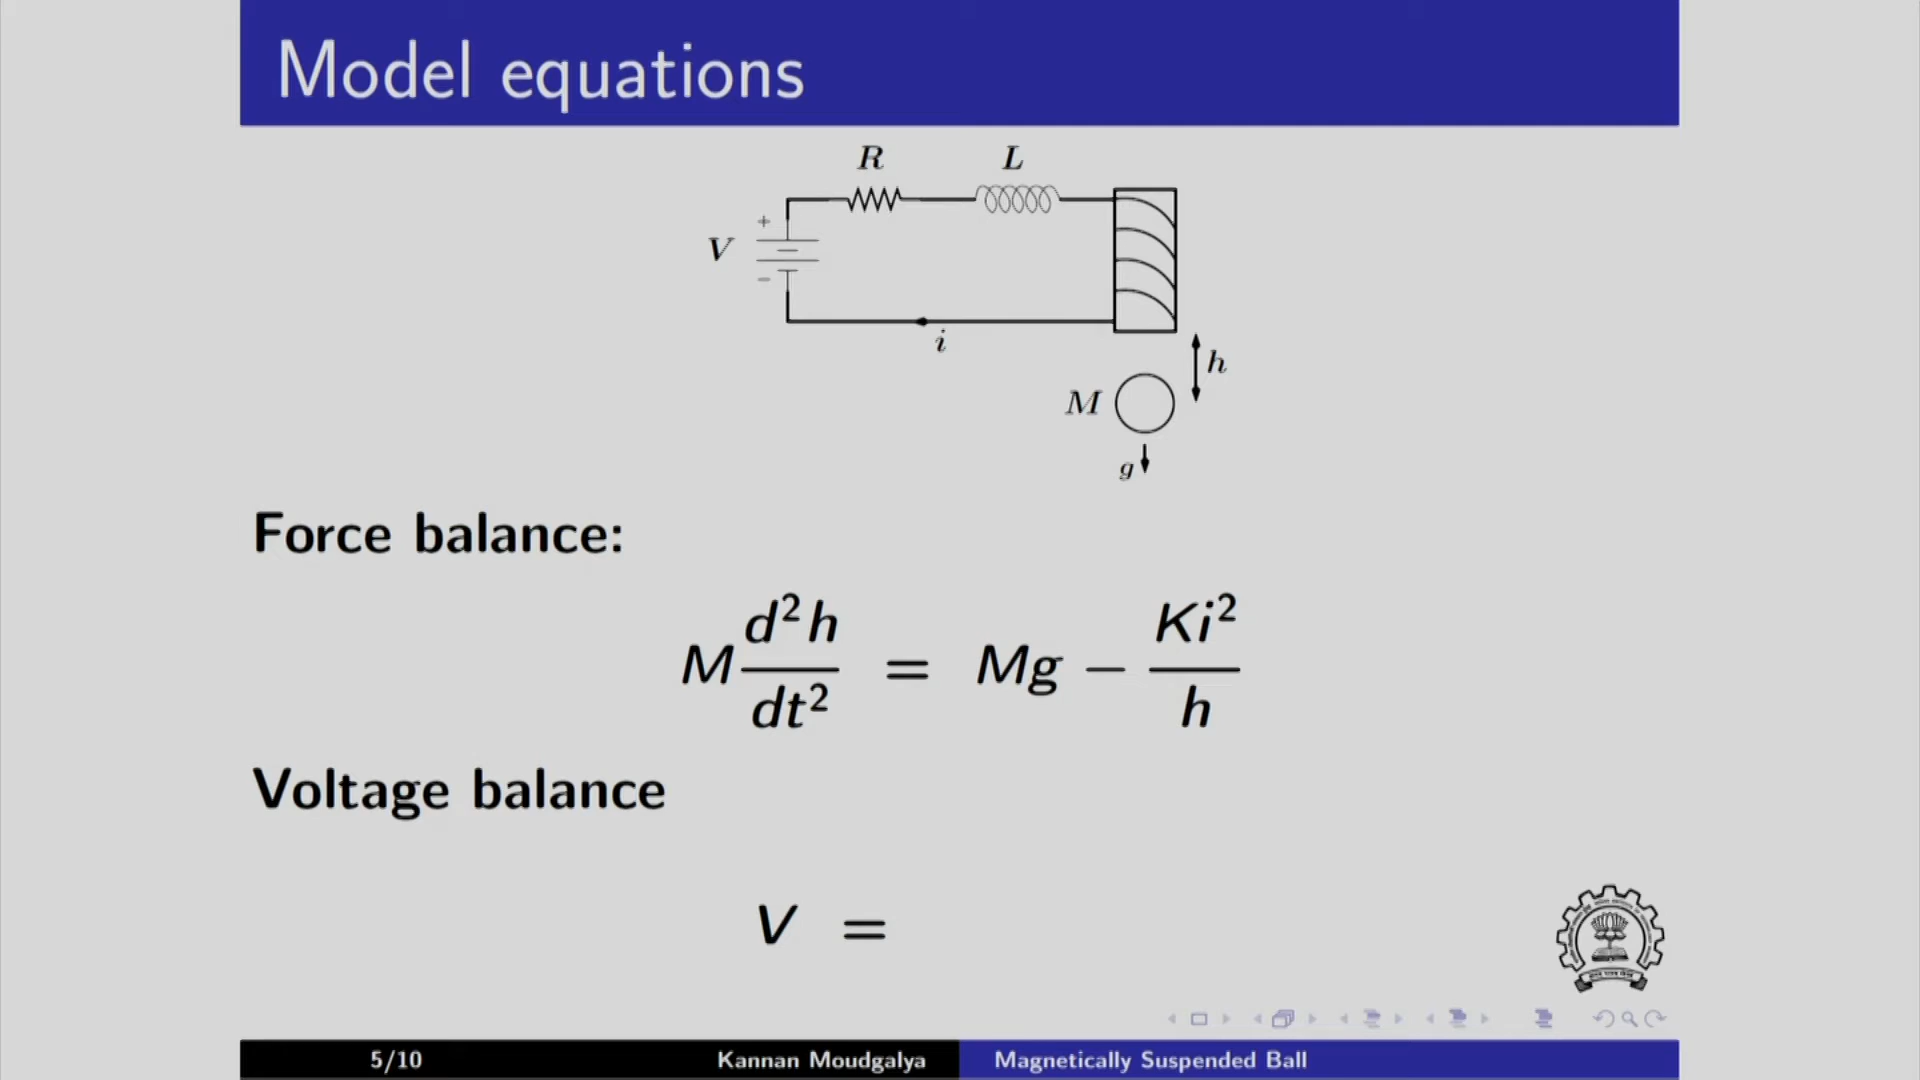 Model equations
R L
V + −
i
h
M
g
Force balance:
M d²h/dt² = Mg − Ki²/h
Voltage balance
V =
5/10 Kannan Moudgalya Magnetically Suspended Ball